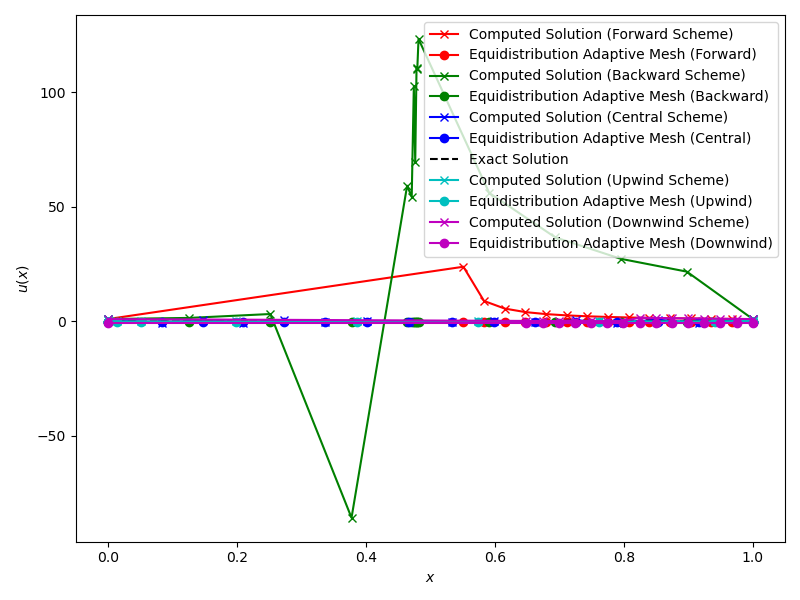 Computed Solution (Forward Scheme)
Equidistribution Adaptive Mesh (Forward)
Computed Solution (Backward Scheme)
Equidistribution Adaptive Mesh (Backward)
Computed Solution (Central Scheme)
Equidistribution Adaptive Mesh (Central)
Exact Solution
Computed Solution (Upwind Scheme)
Equidistribution Adaptive Mesh (Upwind)
Computed Solution (Downwind Scheme)
Equidistribution Adaptive Mesh (Downwind)
100
50
0
−50
u(x)
0.0 0.2 0.4 0.6 0.8 1.0
x